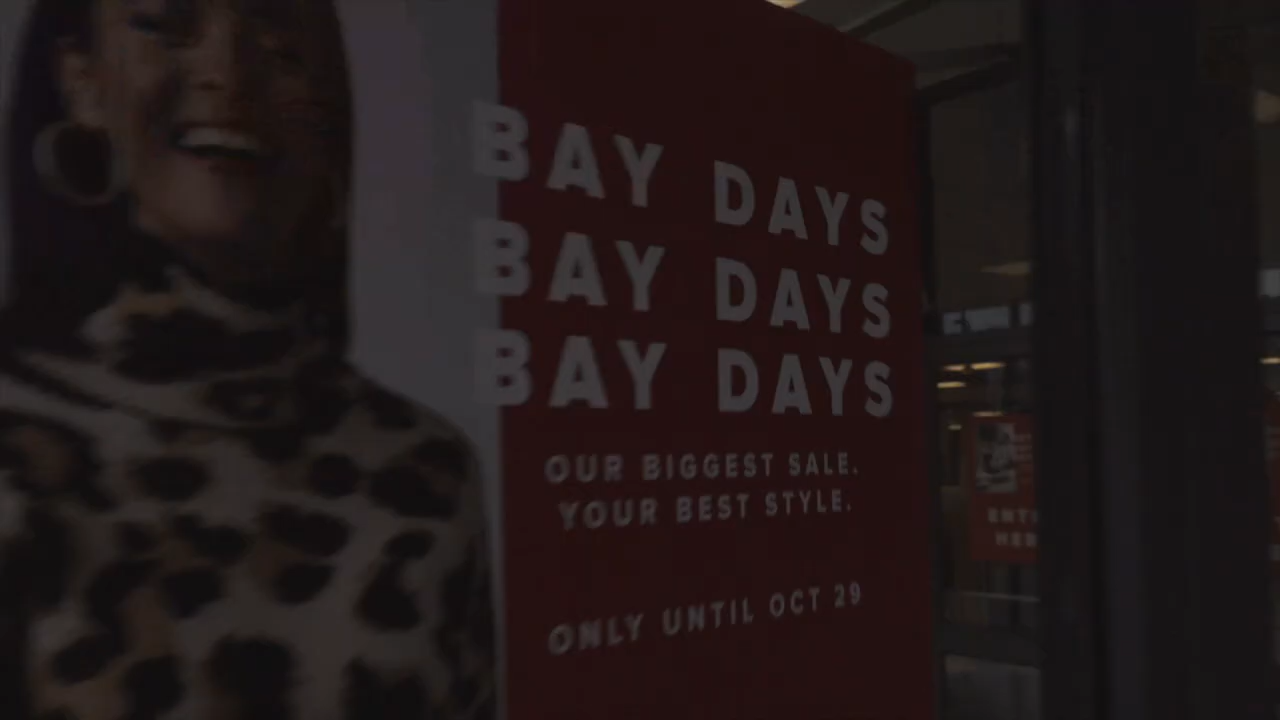 BAY DAYS
BAY DAYS
BAY DAYS
OUR BIGGEST SALE.
YOUR BEST STYLE.
ONLY UNTIL OCT 29